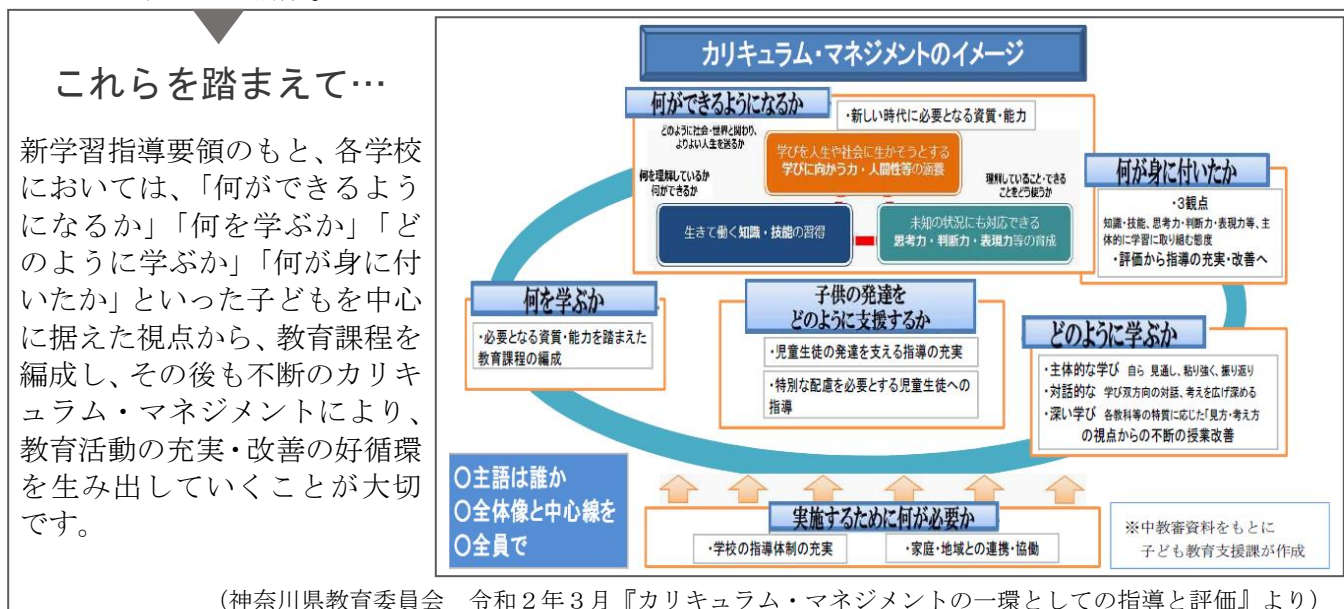 これらを踏まえて…
新学習指導要領のもと、各学校
においては、「何ができるよう
になるか」「何を学ぶか」「ど
のように学ぶか」「何が身に付
いたか」といった子どもを中心
に据えた視点から、教育課程を
編成し、その後も不断のカリキ
ュラム・マネジメントにより、
教育活動の充実・改善の好循環
を生み出していくことが大切
です。
カリキュラム・マネジメントのイメージ
何ができるようになるか
・新しい時代に必要となる資質・能力
どのように社会・世界と関わり、
よりよい人生を送るか
学びを人生や社会に生かそうとする
学びに向かう力・人間性等の涵養
何を理解しているか
何ができるか
理解していること・できる
ことをどう使うか
生きて働く知識・技能の習得
未知の状況にも対応できる
思考力・判断力・表現力等の育成
何が身に付いたか
・3観点
知識・技能、思考力・判断力・表現力等、主
体的に学習に取り組む態度
・評価から指導の充実・改善へ
何を学ぶか
・必要となる資質・能力を踏まえた
教育課程の編成
子供の発達を
どのように支援するか
・児童生徒の発達を支える指導の充実
・特別な配慮を必要とする児童生徒への
指導
どのように学ぶか
・主体的な学び 自ら 見通し、粘り強く、振り返り
・対話的な 学び双方向の対話、考えを広げ深める
・深い学び 各教科等の特質に応じた「見方・考え方
の視点からの不断の授業改善
〇主語は誰か
〇全体像と中心線を
〇全員で
実施するために何が必要か
・学校の指導体制の充実
・家庭・地域との連携・協働
※中教審資料をもとに
子ども教育支援課が作成
(神奈川県教育委員会 令和2年3月『カリキュラム・マネジメントの一環としての指導と評価』より)